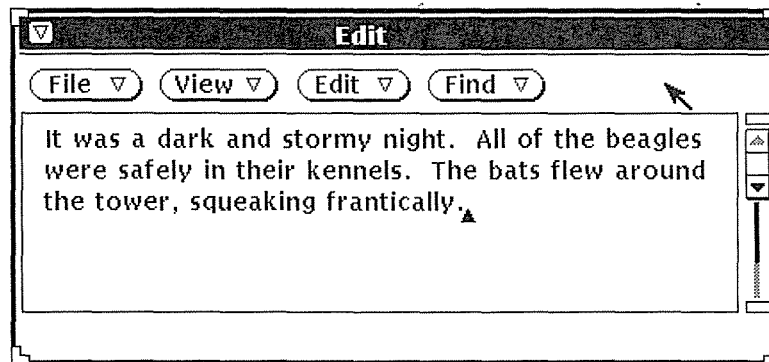 Edit
File View Edit Find
It was a dark and stormy night.  All of the beagles
were safely in their kennels.  The bats flew around
the tower, squeaking frantically.